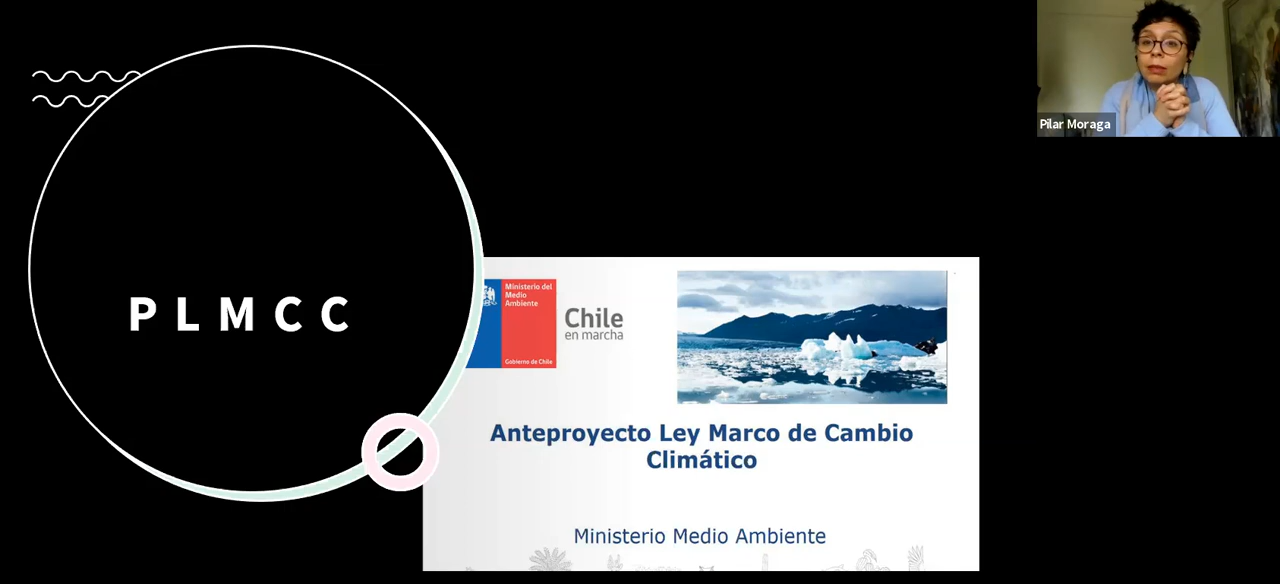 Pilar Moraga
PLMCC
Ministerio del
Medio
Ambiente
Gobierno de Chile
Chile
en marcha
Anteproyecto Ley Marco de Cambio
Climático
Ministerio Medio Ambiente